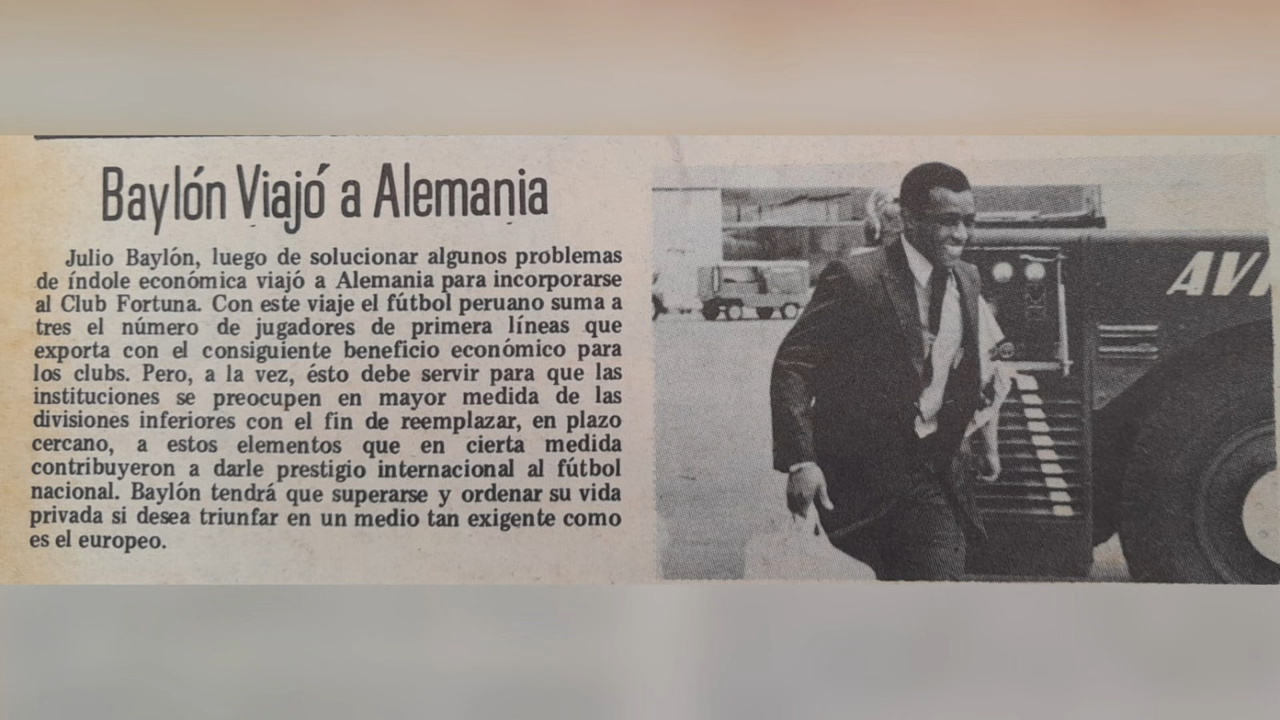 Baylón Viajó a Alemania
Julio Baylón, luego de solucionar algunos problemas
de índole económica viajó a Alemania para incorporarse
al Club Fortuna. Con este viaje el fútbol peruano suma a
tres el número de jugadores de primera líneas que
exporta con el consiguiente beneficio económico para
los clubs. Pero, a la vez, ésto debe servir para que las
instituciones se preocupen en mayor medida de las
divisiones inferiores con el fin de reemplazar, en plazo
cercano, a estos elementos que en cierta medida
contribuyeron a darle prestigio internacional al fútbol
nacional. Baylón tendrá que superarse y ordenar su vida
privada si desea triunfar en un medio tan exigente como
es el europeo.